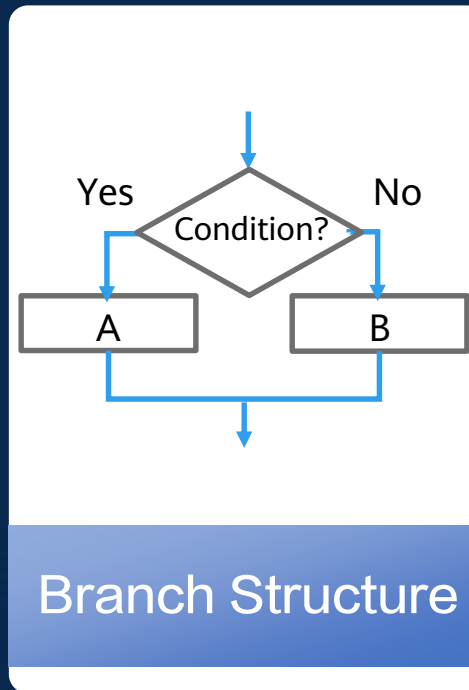 Yes No
Condition?
A B
Branch Structure